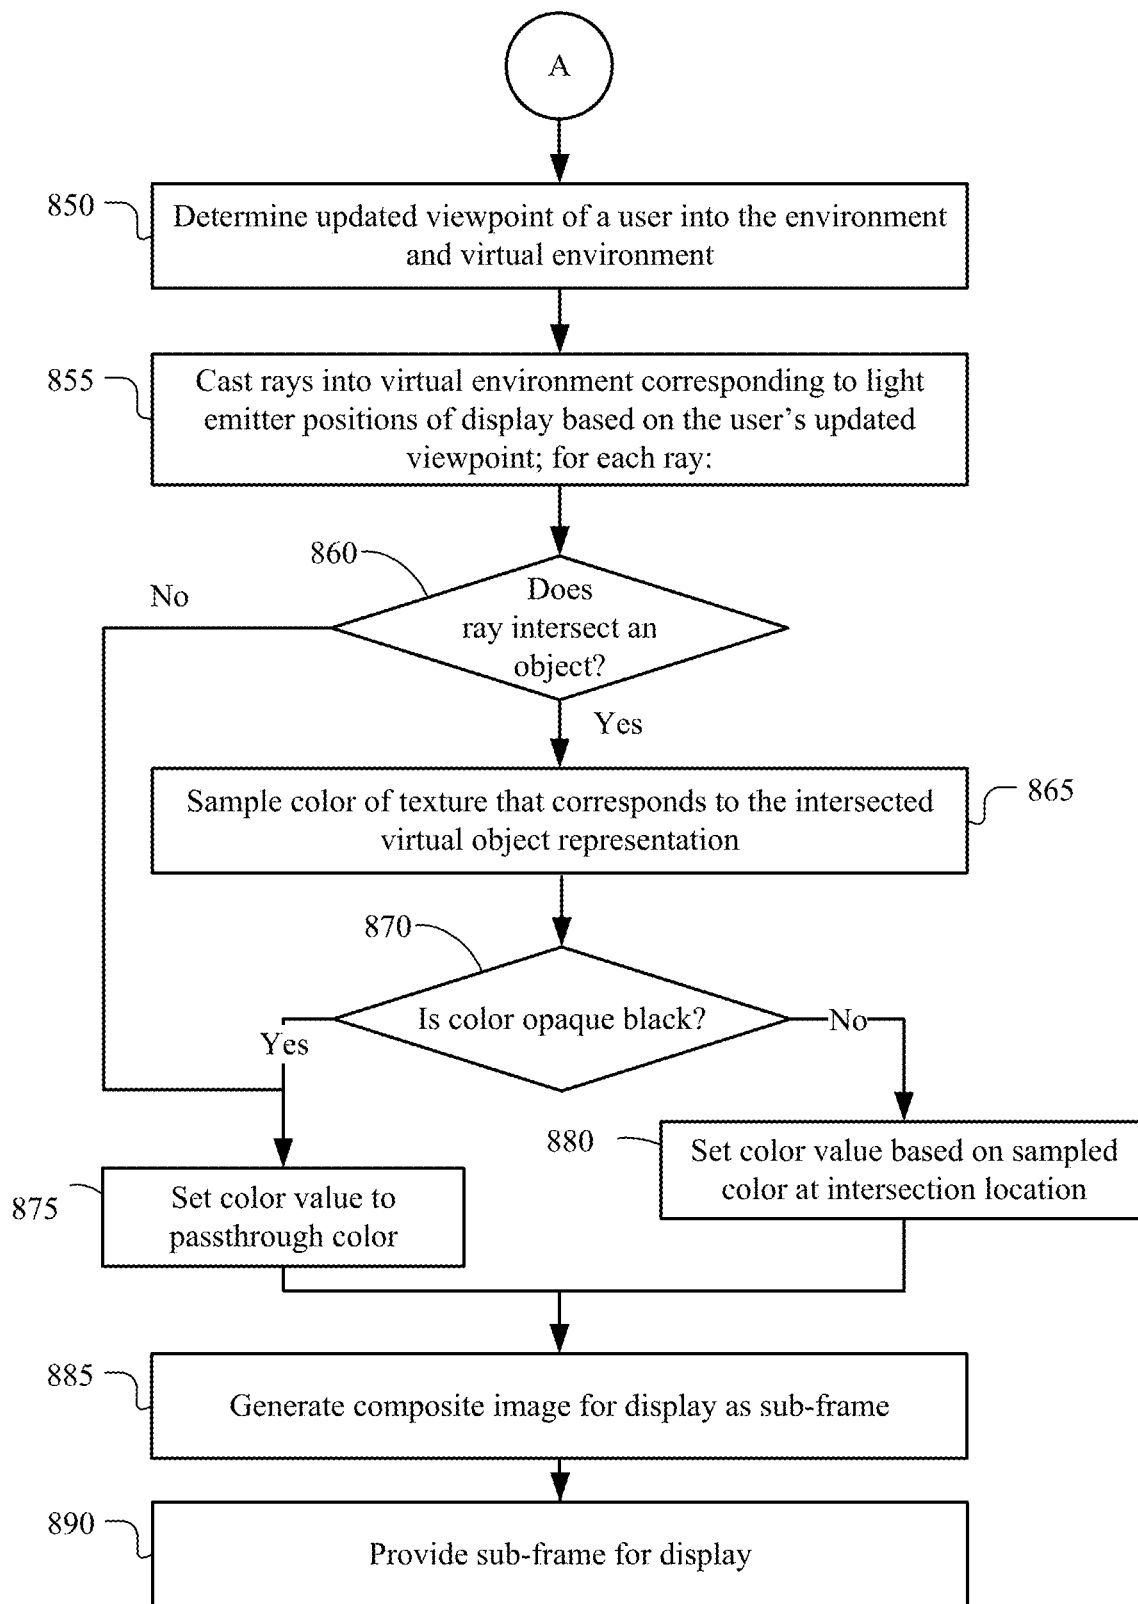 A
850
Determine updated viewpoint of a user into the environment
and virtual environment
855
Cast rays into virtual environment corresponding to light
emitter positions of display based on the user's updated
viewpoint; for each ray:
860
No
Does
ray intersect an
object?
Yes
Sample color of texture that corresponds to the intersected
virtual object representation
865
870
Is color opaque black?
Yes
No
875
Set color value to
passthrough color
880
Set color value based on sampled
color at intersection location
885
Generate composite image for display as sub-frame
890
Provide sub-frame for display